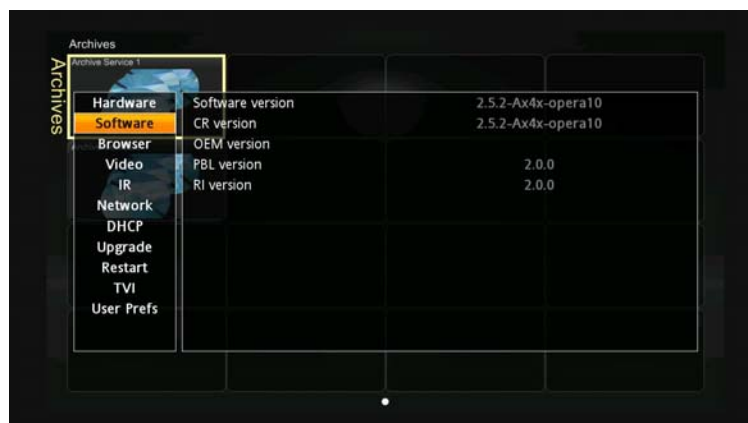 Archives
Archives
Archive Service 1
Hardware
Software
Browser
Video
IR
Network
DHCP
Upgrade
Restart
TVI
User Prefs
Software version 2.5.2-Ax4x-opera10
CR version 2.5.2-Ax4x-opera10
OEM version
PBL version 2.0.0
RI version 2.0.0